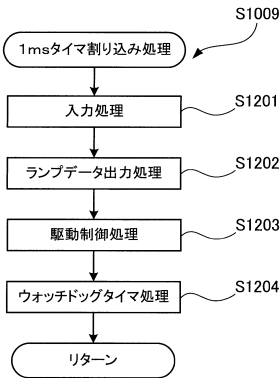 1msタイマ割り込み処理
S1009
入力処理
S1201
ランプデータ出力処理
S1202
駆動制御処理
S1203
ウォッチドッグタイマ処理
S1204
リターン